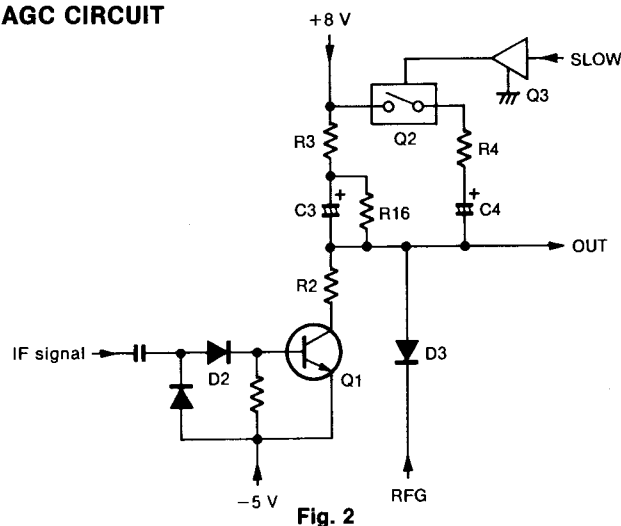 AGC CIRCUIT
+8 V
SLOW
Q3
Q2
R3
R4
+
C3
R16
+
C4
OUT
R2
IF signal
D2
Q1
D3
−5 V
RFG
Fig. 2